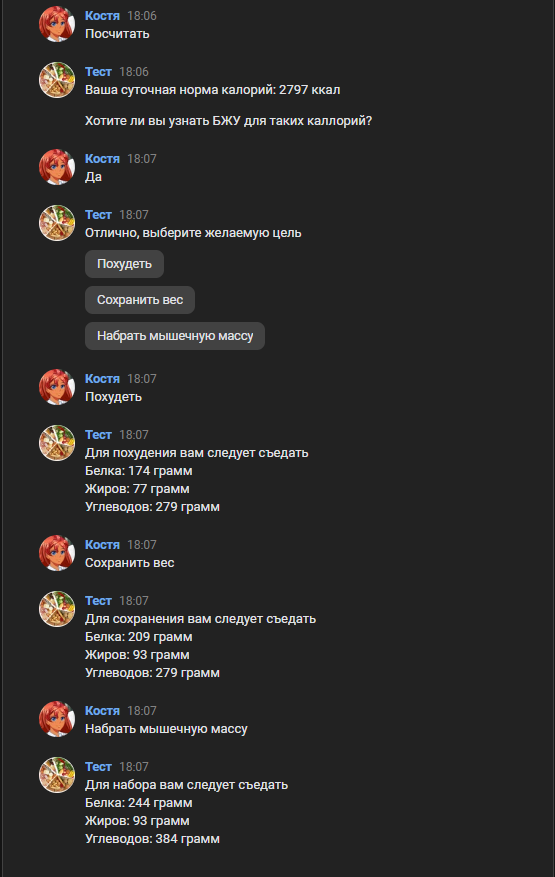 Костя 18:06
Посчитать
Тест 18:06
Ваша суточная норма калорий: 2797 ккал
Хотите ли вы узнать БЖУ для таких каллорий?
Костя 18:07
Да
Тест 18:07
Отлично, выберите желаемую цель
Похудеть
Сохранить вес
Набрать мышечную массу
Костя 18:07
Похудеть
Тест 18:07
Для похудения вам следует съедать
Белка: 174 грамм
Жиров: 77 грамм
Углеводов: 279 грамм
Костя 18:07
Сохранить вес
Тест 18:07
Для сохранения вам следует съедать
Белка: 209 грамм
Жиров: 93 грамм
Углеводов: 279 грамм
Костя 18:07
Набрать мышечную массу
Тест 18:07
Для набора вам следует съедать
Белка: 244 грамм
Жиров: 93 грамм
Углеводов: 384 грамм